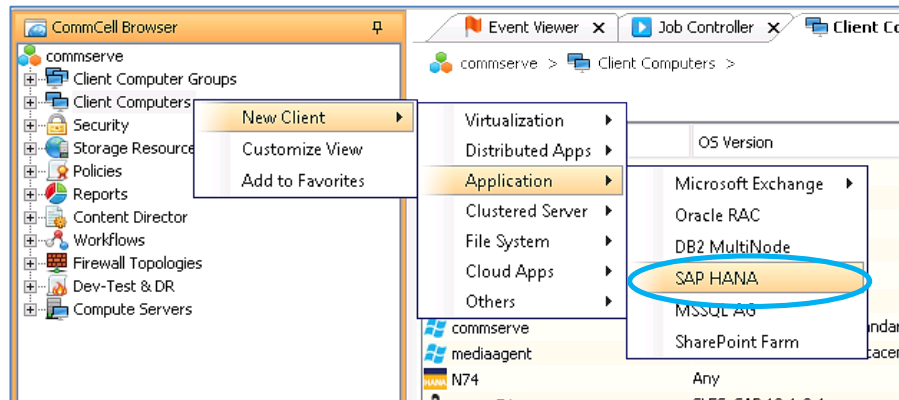 CommCell Browser
commserve
Client Computer Groups
Client Computers
Security
Storage Resource
Policies
Reports
Content Director
Workflows
Firewall Topologies
Dev-Test & DR
Compute Servers
New Client
Customize View
Add to Favorites
Virtualization
Distributed Apps
Application
Clustered Server
File System
Cloud Apps
Others
Microsoft Exchange
Oracle RAC
DB2 MultiNode
SAP HANA
MSSQL AG
SharePoint Farm
Event Viewer X Job Controller X Client Co
commserve > Client Computers >
OS Version
commserve
mediaagent
HANA N74 Any